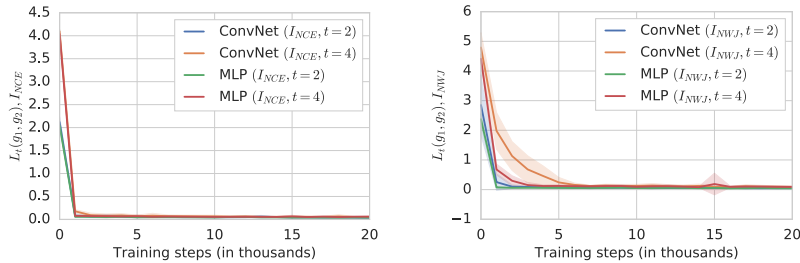 4.5
4.0
3.5
3.0
2.5
2.0
1.5
1.0
0.5
0.0
L_t(g_1, g_2), I_NCE
ConvNet (I_NCE, t = 2)
ConvNet (I_NCE, t = 4)
MLP (I_NCE, t = 2)
MLP (I_NCE, t = 4)
0 5 10 15 20
Training steps (in thousands)
6
5
4
3
2
1
0
−1
L_t(g_1, g_2), I_NWJ
ConvNet (I_NWJ, t = 2)
ConvNet (I_NWJ, t = 4)
MLP (I_NWJ, t = 2)
MLP (I_NWJ, t = 4)
0 5 10 15 20
Training steps (in thousands)